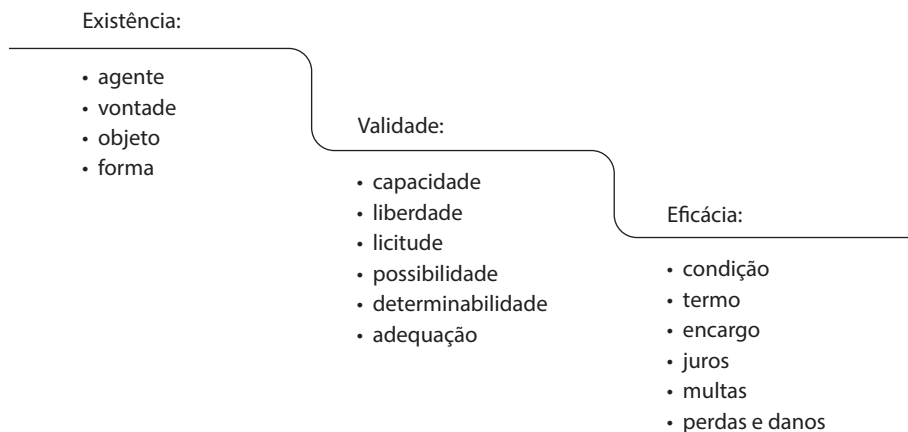 Existência:
• agente
• vontade
• objeto
• forma
Validade:
• capacidade
• liberdade
• licitude
• possibilidade
• determinabilidade
• adequação
Eficácia:
• condição
• termo
• encargo
• juros
• multas
• perdas e danos